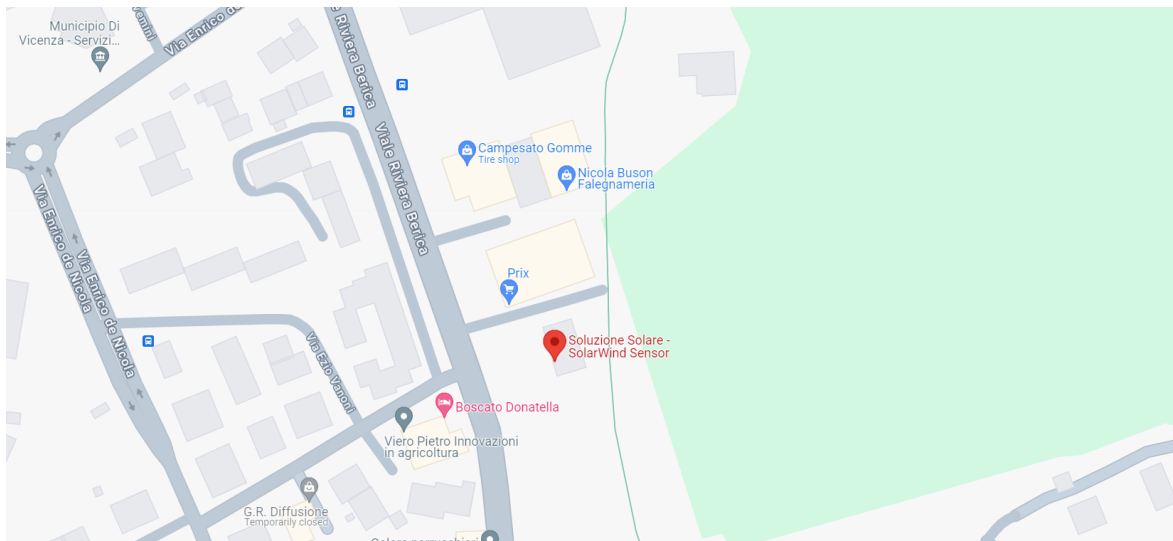 Municipio Di
Vicenza - Servizi...
Via Enrico de
Viale Riviera Berica
Viale Riviera Berica
Campesato Gomme
Tire shop
Nicola Buson
Falegnameria
Via Enrico de Nicola
Via Enrico de Nicola
Prix
Via Ezio Vanoni
Soluzione Solare -
SolarWind Sensor
Boscato Donatella
Viero Pietro Innovazioni
in agricoltura
G.R. Diffusione
Temporarily closed